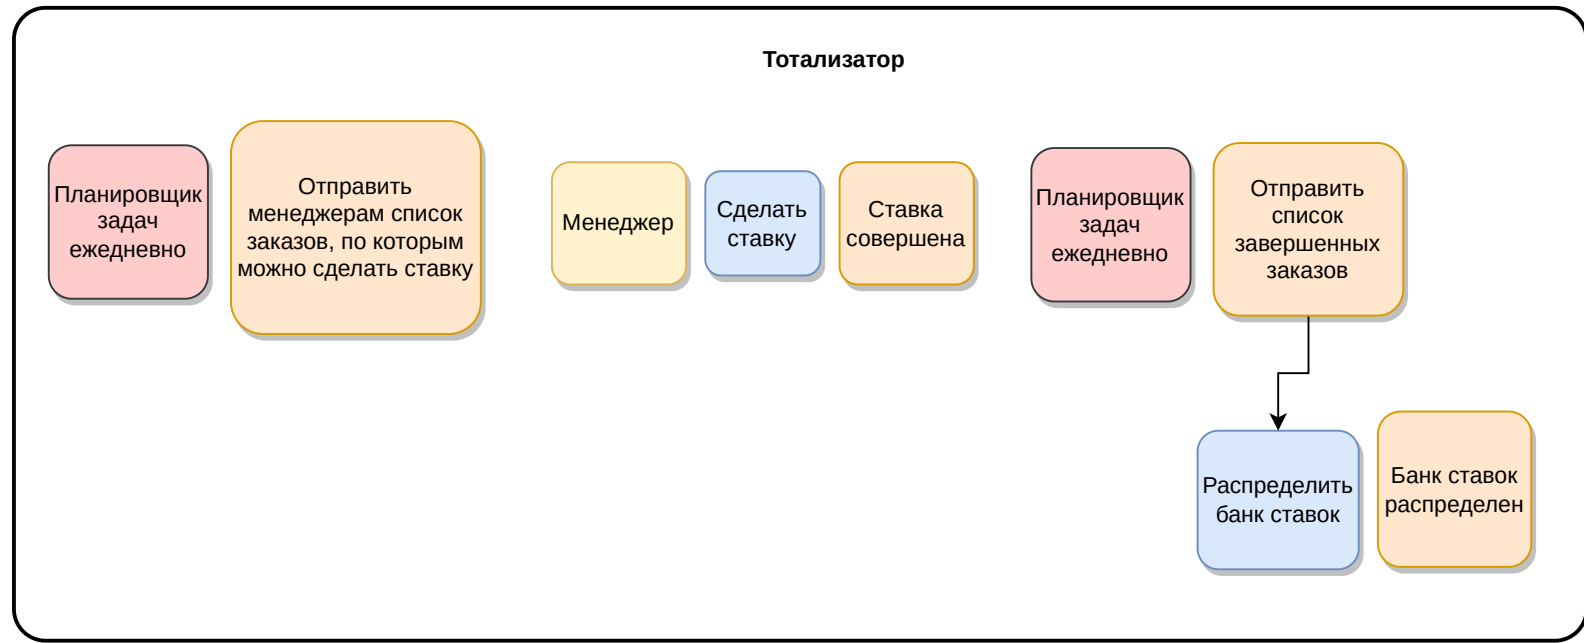 Тотализатор
Планировщик
задач
ежедневно
Отправить
менеджерам список
заказов, по которым
можно сделать ставку
Менеджер
Сделать
ставку
Ставка
совершена
Планировщик
задач
ежедневно
Отправить
список
завершенных
заказов
Распределить
банк ставок
Банк ставок
распределен